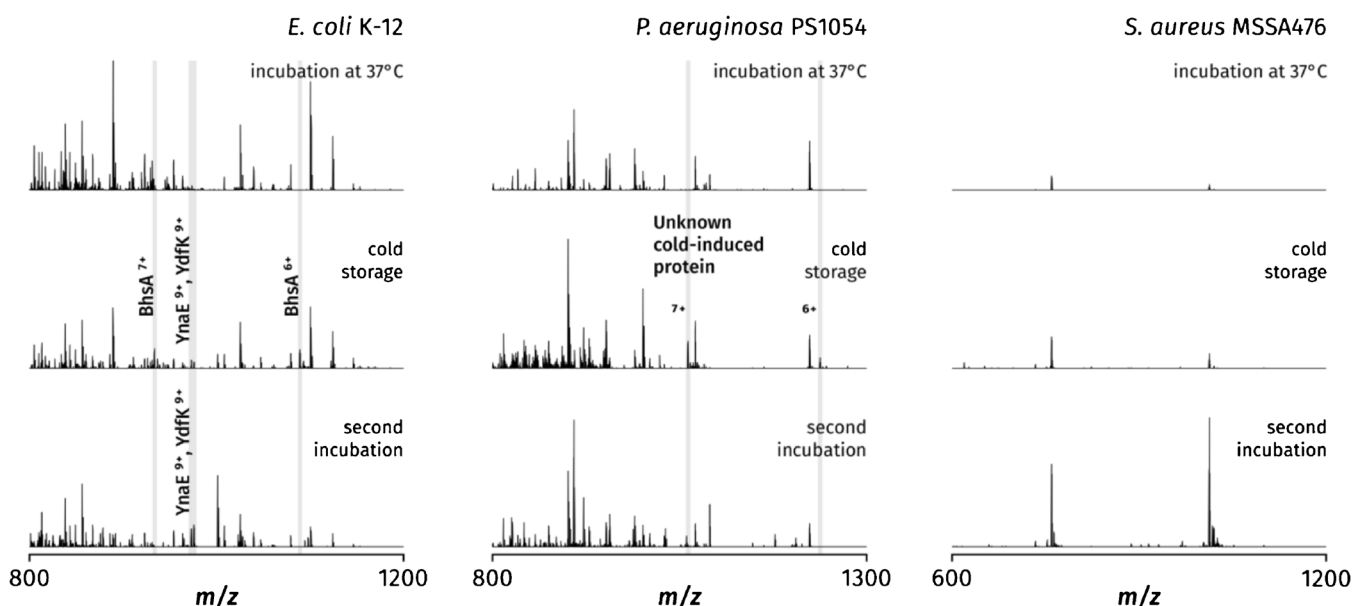 E. coli K-12
P. aeruginosa PS1054
S. aureus MSSA476
incubation at 37°C
incubation at 37°C
incubation at 37°C
BhsA 7+
YnaE 9+, YdfK 9+
BhsA 6+
cold
storage
Unknown
cold-induced
protein
7+
6+
cold
storage
cold
storage
YnaE 9+, YdfK 9+
second
incubation
second
incubation
second
incubation
800
1200
m/z
800
1300
m/z
600
1200
m/z